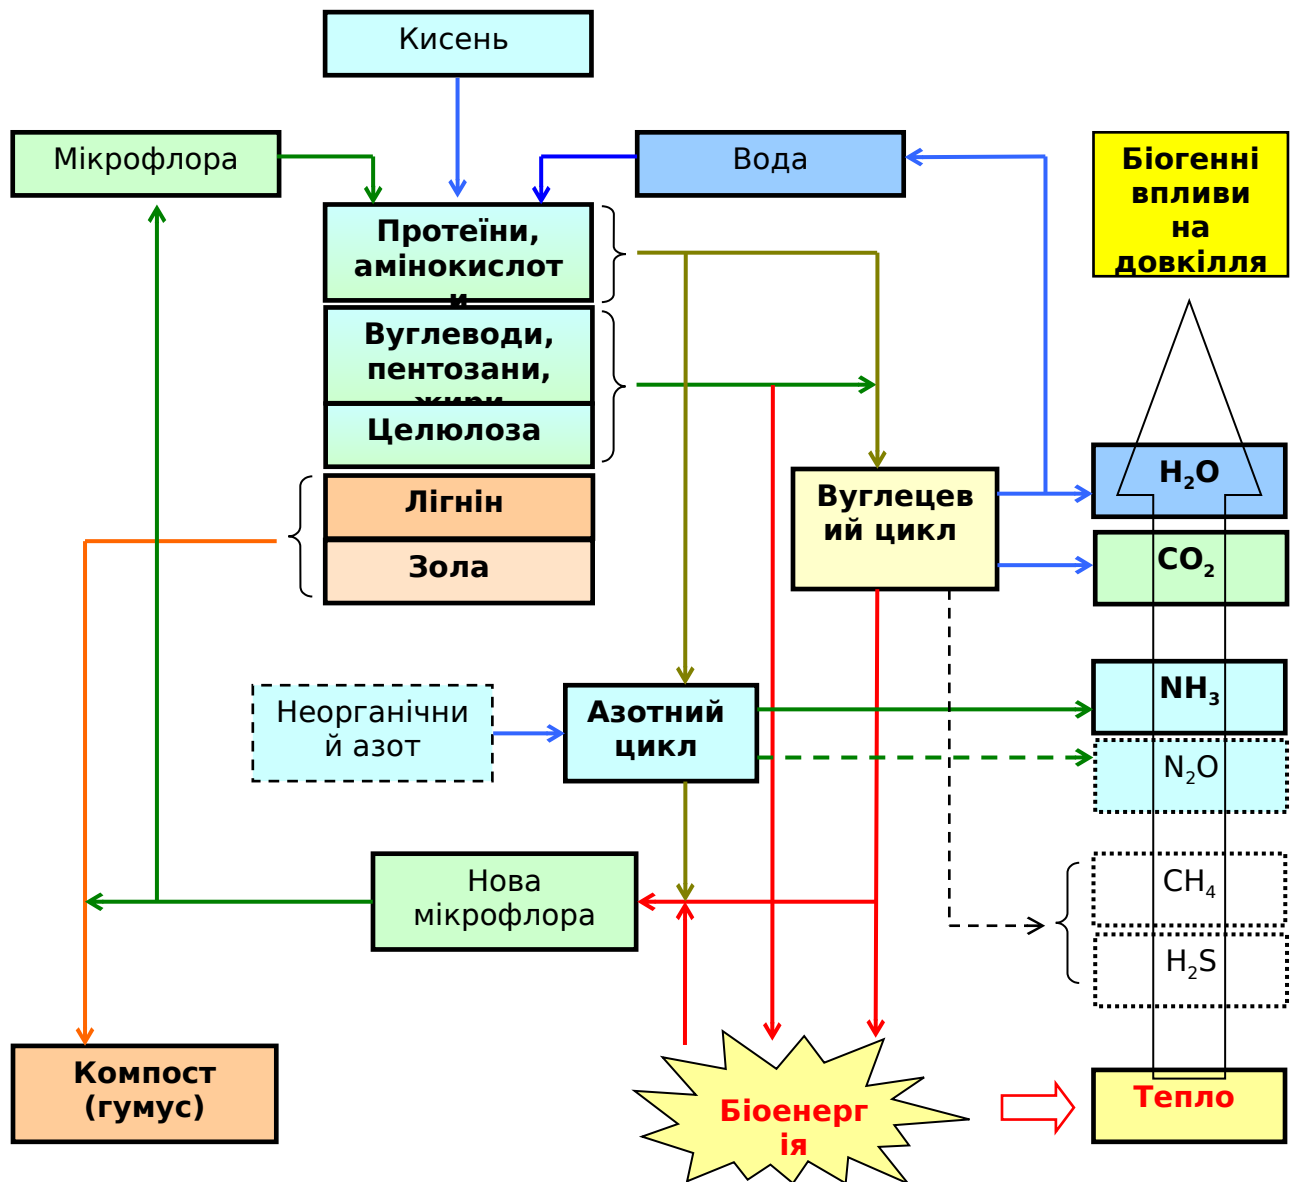 Кисень
Мікрофлора
Вода
Біогенні
впливи
на
довкілля
Протеїни,
амінокислот
и
Вуглеводи,
пентозани,
жири
Целюлоза
Лігнін
Зола
Вуглецев
ий цикл
H₂O
CO₂
Неорганічни
й азот
Азотний
цикл
NH₃
N₂O
Нова
мікрофлора
CH₄
H₂S
Компост
(гумус)
Біоенерг
ія
Тепло